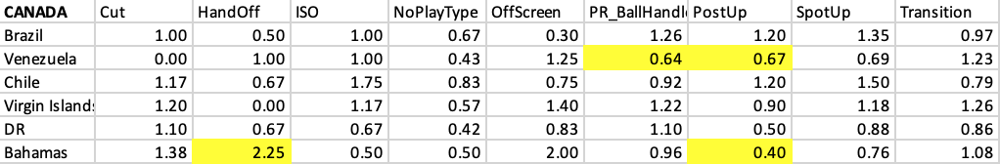 CANADA Cut HandOff ISO NoPlayType OffScreen PR_BallHandl PostUp SpotUp Transition
Brazil 1.00 0.50 1.00 0.67 0.30 1.26 1.20 1.35 0.97
Venezuela 0.00 1.00 1.00 0.43 1.25 0.64 0.67 0.69 1.23
Chile 1.17 0.67 1.75 0.83 0.75 0.92 1.20 1.50 0.79
Virgin Islands 1.20 0.00 1.17 0.57 1.40 1.22 0.90 1.18 1.26
DR 1.10 0.67 0.67 0.42 0.83 1.10 0.50 0.88 0.86
Bahamas 1.38 2.25 0.50 0.50 2.00 0.96 0.40 0.76 1.08